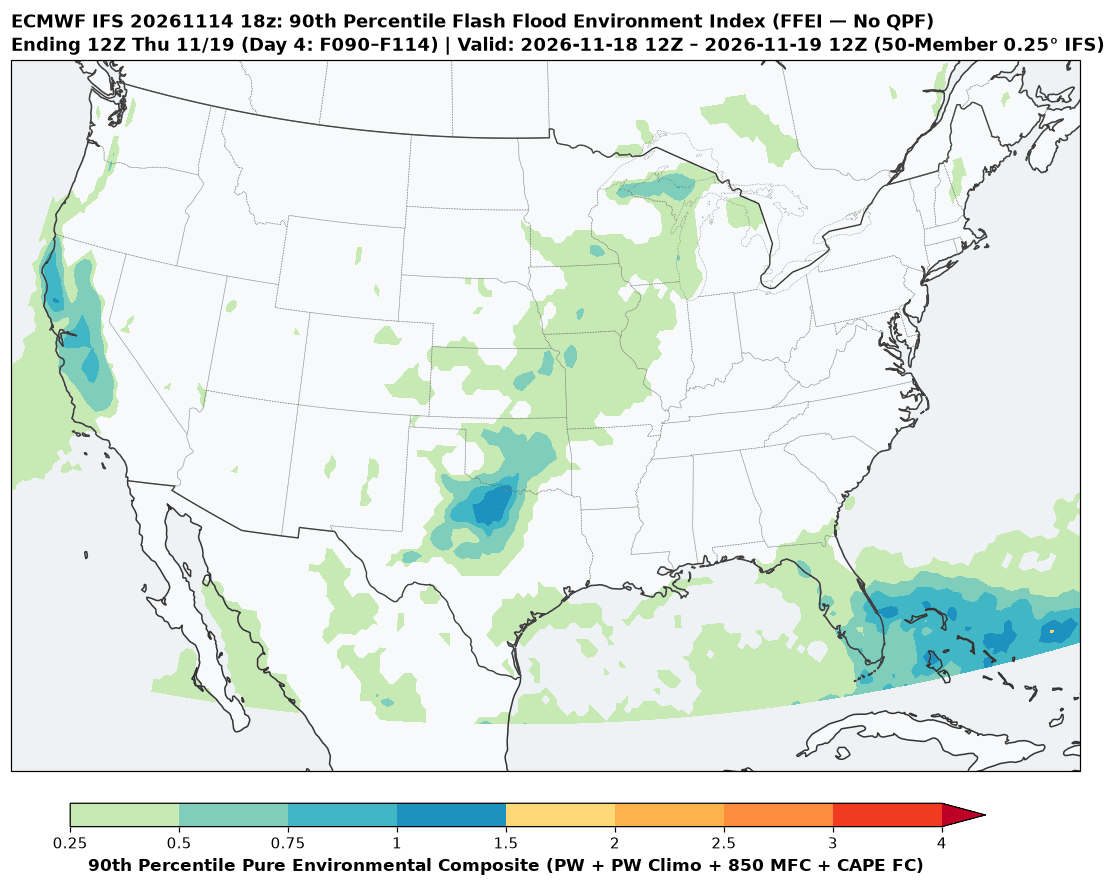 ECMWF IFS 20261114 18z: 90th Percentile Flash Flood Environment Index (FFEI — No QPF)
Ending 12Z Thu 11/19 (Day 4: F090–F114) | Valid: 2026-11-18 12Z – 2026-11-19 12Z (50-Member 0.25° IFS)
0.25 0.5 0.75 1 1.5 2 2.5 3 4
90th Percentile Pure Environmental Composite (PW + PW Climo + 850 MFC + CAPE FC)